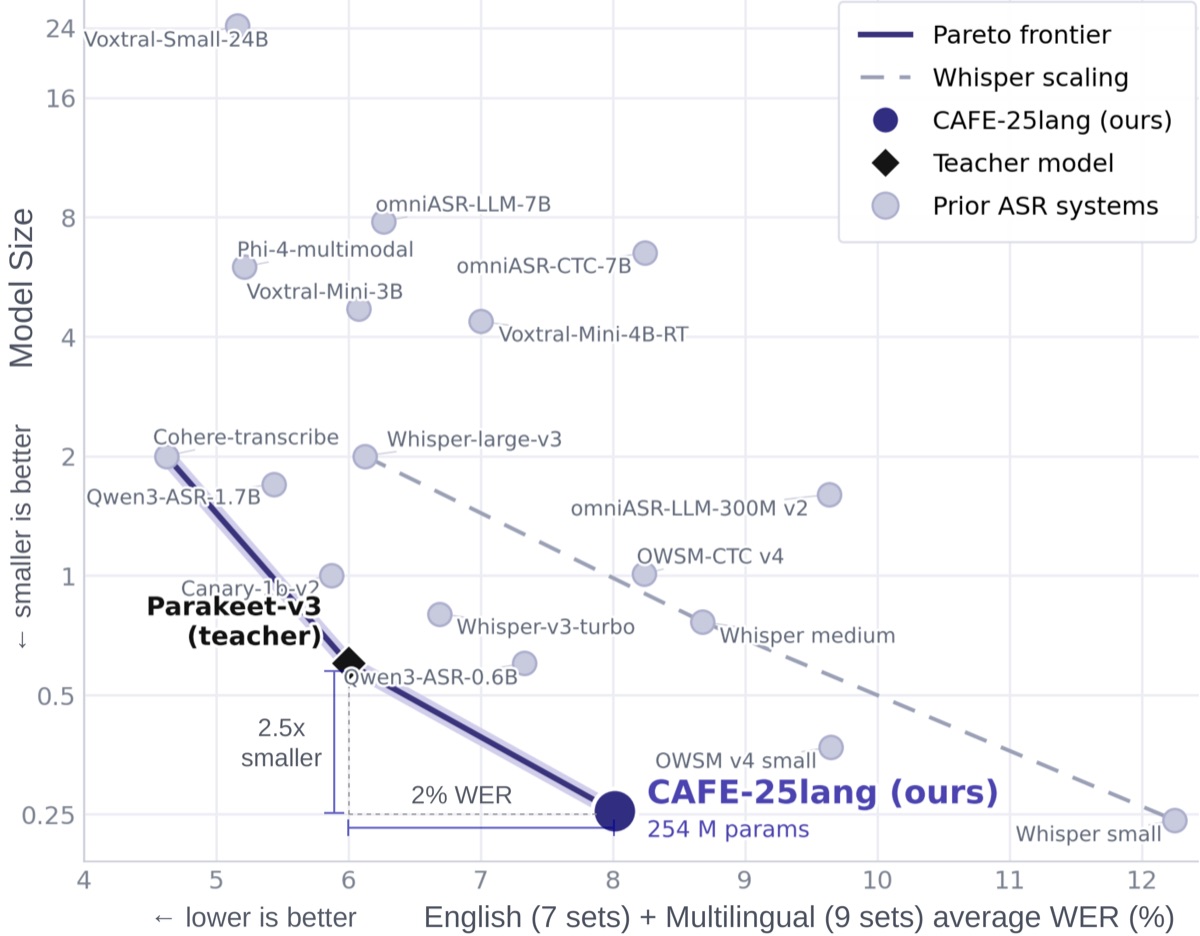 24
Voxtral-Small-24B
16
Pareto frontier
Whisper scaling
CAFE-25lang (ours)
Teacher model
Prior ASR systems
omniASR-LLM-7B
8
Phi-4-multimodal
omniASR-CTC-7B
Voxtral-Mini-3B
Voxtral-Mini-4B-RT
4
Model Size
← smaller is better
Cohere-transcribe
Whisper-large-v3
2
Qwen3-ASR-1.7B
omniASR-LLM-300M v2
OWSM-CTC v4
1
Canary-1b-v2
Parakeet-v3
(teacher)
Whisper-v3-turbo
Whisper medium
Qwen3-ASR-0.6B
0.5
2.5x
smaller
OWSM v4 small
2% WER
CAFE-25lang (ours)
254 M params
0.25
Whisper small
4 5 6 7 8 9 10 11 12
← lower is better English (7 sets) + Multilingual (9 sets) average WER (%)